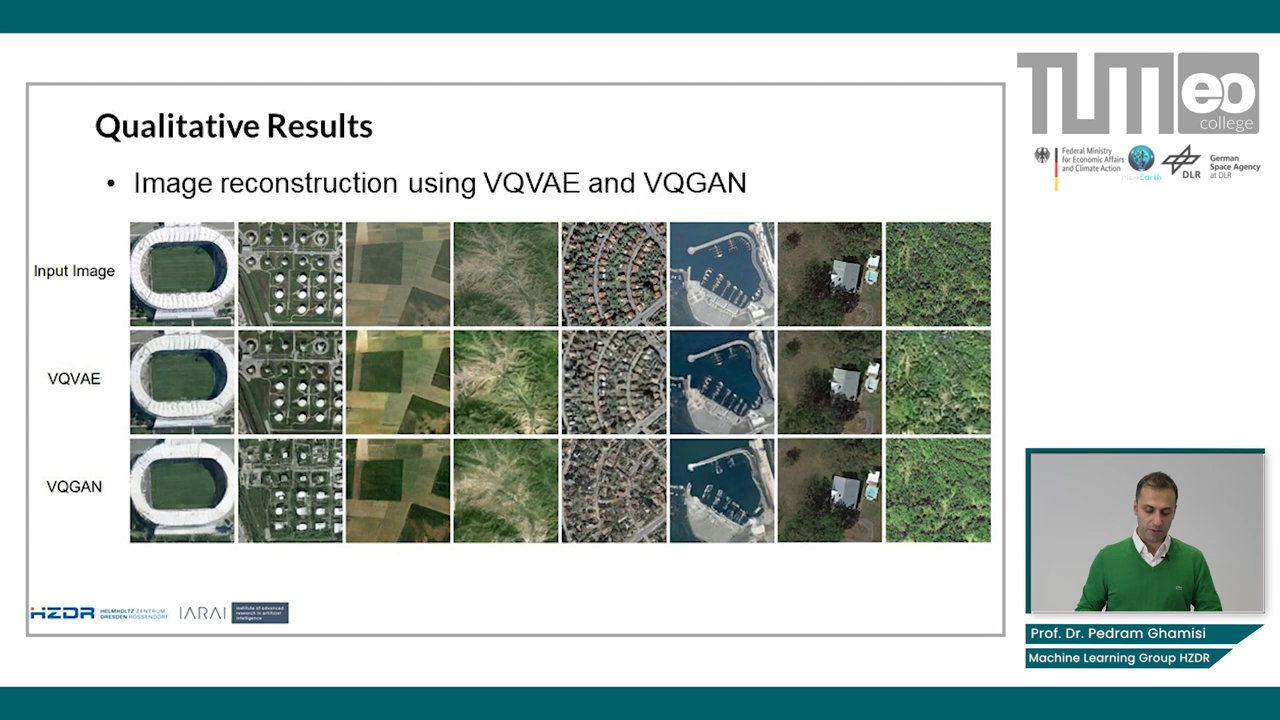 Qualitative Results
• Image reconstruction using VQVAE and VQGAN
Input Image
VQVAE
VQGAN
HZDR
HELMHOLTZ ZENTRUM
DRESDEN ROSSENDORF
IARAI
institute of advanced
research in artificial
intelligence
TUM
eo
college
Federal Ministry
for Economic Affairs
and Climate Action
ML4Earth
DLR
German
Space Agency
at DLR
Prof. Dr. Pedram Ghamisi
Machine Learning Group HZDR